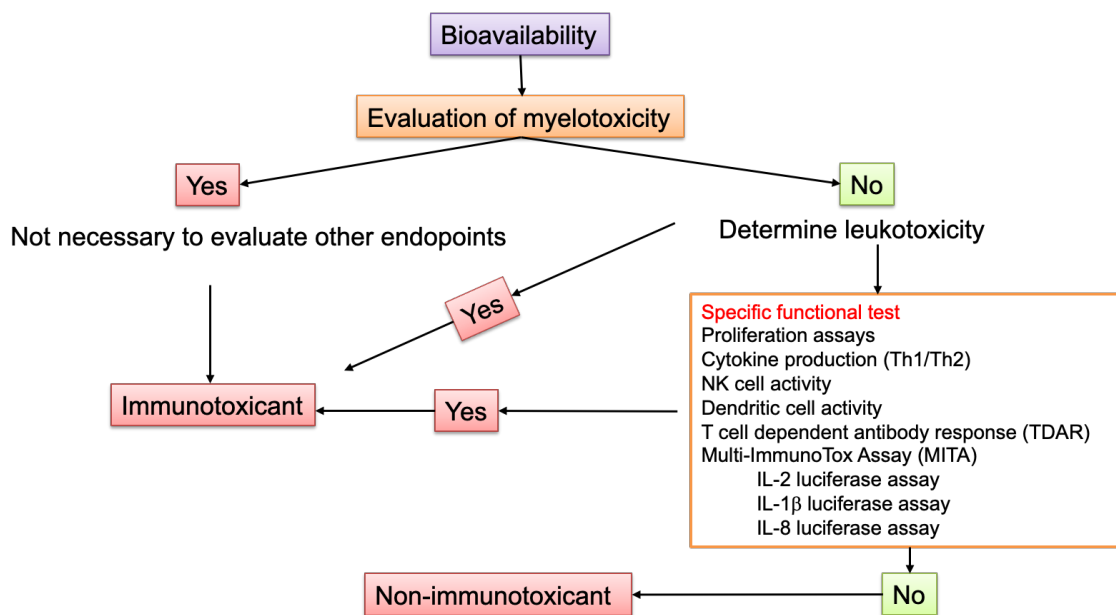 Bioavailability
Evaluation of myelotoxicity
Yes
No
Not necessary to evaluate other endopoints
Determine leukotoxicity
Yes
Specific functional test
Proliferation assays
Cytokine production (Th1/Th2)
NK cell activity
Dendritic cell activity
T cell dependent antibody response (TDAR)
Multi-ImmunoTox Assay (MITA)
IL-2 luciferase assay
IL-1β luciferase assay
IL-8 luciferase assay
Immunotoxicant
Yes
Non-immunotoxicant
No